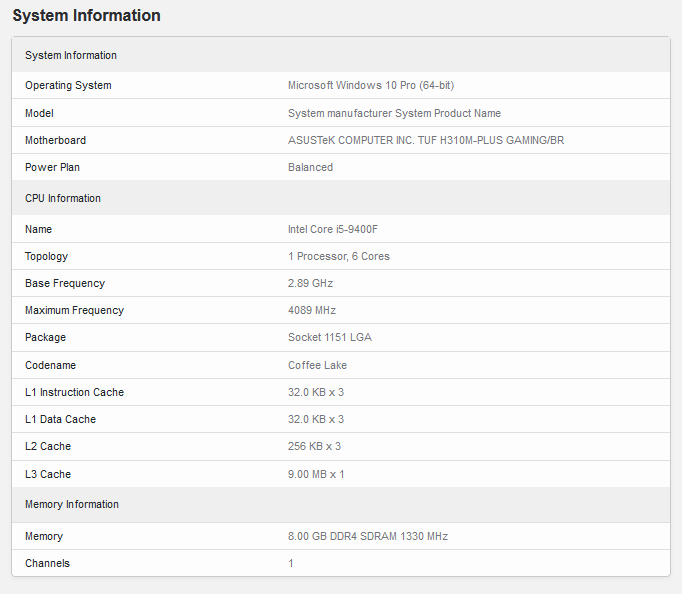 System Information
System Information
Operating System Microsoft Windows 10 Pro (64-bit)
Model System manufacturer System Product Name
Motherboard ASUSTeK COMPUTER INC. TUF H310M-PLUS GAMING/BR
Power Plan Balanced
CPU Information
Name Intel Core i5-9400F
Topology 1 Processor, 6 Cores
Base Frequency 2.89 GHz
Maximum Frequency 4089 MHz
Package Socket 1151 LGA
Codename Coffee Lake
L1 Instruction Cache 32.0 KB x 3
L1 Data Cache 32.0 KB x 3
L2 Cache 256 KB x 3
L3 Cache 9.00 MB x 1
Memory Information
Memory 8.00 GB DDR4 SDRAM 1330 MHz
Channels 1